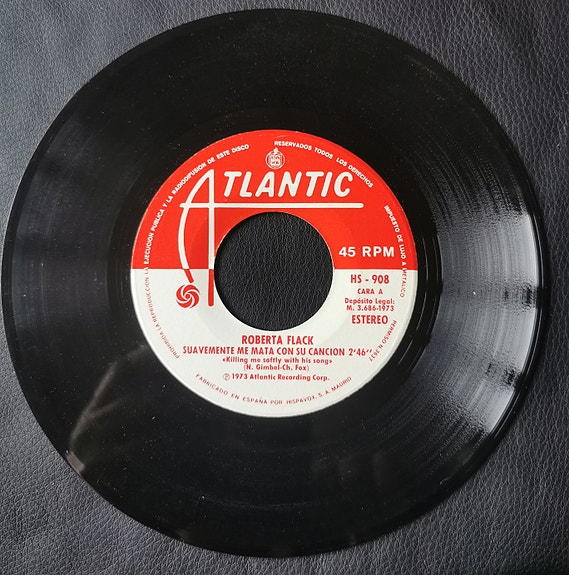 RESERVADOS TODOS LOS DERECHOS
PROHIBIDA LA REPRODUCCION LA EJECUCION PUBLICA Y LA RADIODIFUSION DE ESTE DISCO
IMPUESTO DE LUJO A METALICO
PERMISO N.º
ATLANTIC
45 RPM
HS - 908
CARA A
Depósito Legal:
M. 3.686-1973
ESTEREO
ROBERTA FLACK
SUAVEMENTE ME MATA CON SU CANCION 2'46''
«Killing me softly with his song»
(N. Gimbel-Ch. Fox)
Ⓟ 1973 Atlantic Recording Corp.
FABRICADO EN ESPAÑA POR HISPAVOX, S. A. MADRID